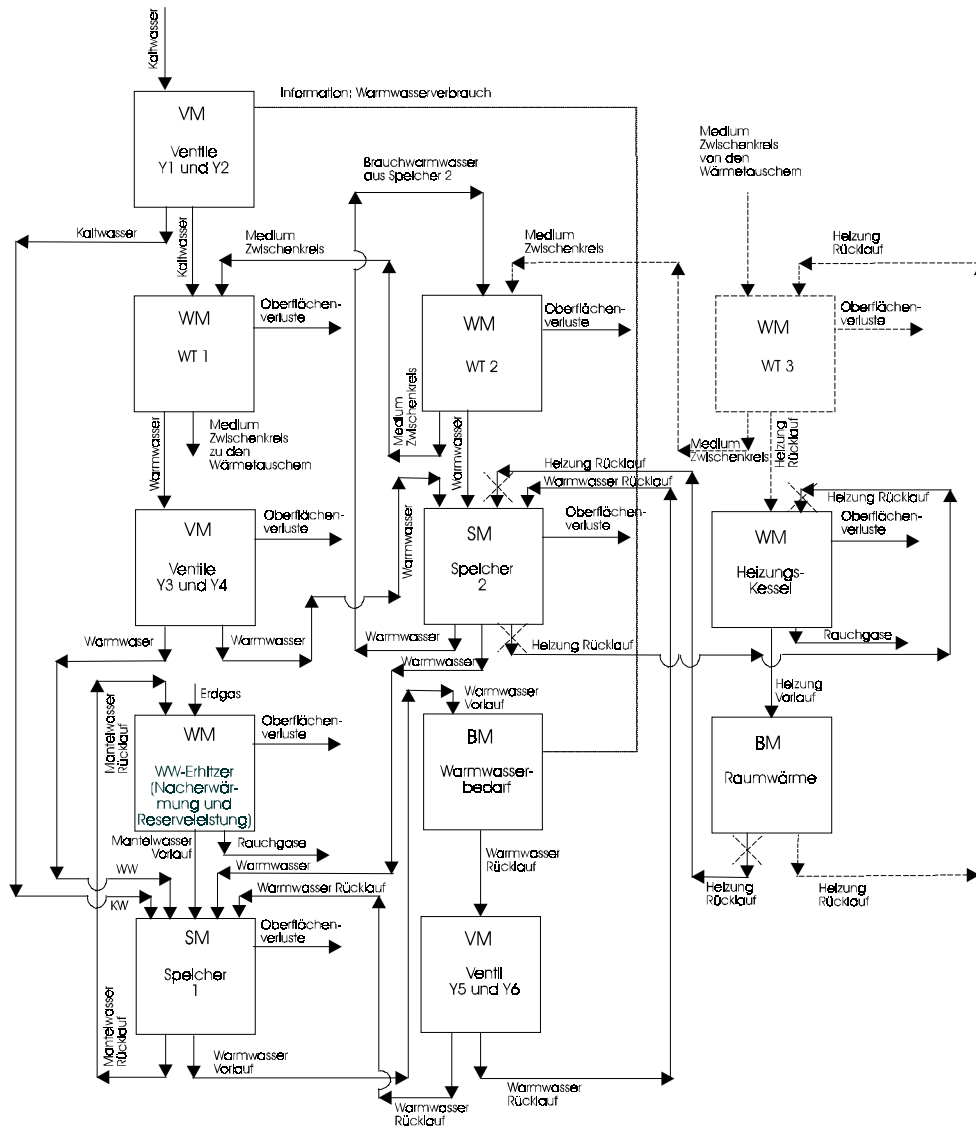 Kaltwasser
Information: Warmwasserverbrauch
VM
Ventile
Y1 und Y2
Kaltwasser
Kaltwasser
Medium
Zwischenkreis
Brauchwarmwasser
aus Speicher 2
Medium
Zwischenkreis
Medium
Zwischenkreis
von den
Wärmetauschern
Heizung
Rücklauf
WM
WT 1
Oberflächen-
verluste
WM
WT 2
Oberflächen-
verluste
WM
WT 3
Oberflächen-
verluste
Warmwasser
Medium
Zwischenkreis
zu den
Wärmetauschern
Medium
Zwischenkreis
Warmwasser
Medium
Zwischenkreis
Heizung
Rücklauf
Heizung Rücklauf
Warmwasser Rücklauf
Heizung Rücklauf
VM
Ventile
Y3 und Y4
Oberflächen-
verluste
Warmwasser
SM
Speicher
2
Oberflächen-
verluste
WM
Heizungs-
Kessel
Oberflächen-
verluste
Warmwaser
Warmwasser
Warmwasser
Warmwasser
Heizung Rücklauf
Rauchgase
Mantelwasser
Rücklauf
Erdgas
Warmwasser
Vorlauf
Heizung
Vorlauf
WM
WW-Erhitzer
(Nacherwär-
mung und
Reserveleistung)
Oberflächen-
verluste
BM
Warmwasser-
bedarf
BM
Raumwärme
Mantelwasser
Vorlauf
Rauchgase
Warmwasser
Rücklauf
WW
Warmwasser
Warmwasser Rücklauf
KW
Heizung
Rücklauf
Heizung
Rücklauf
SM
Speicher
1
Oberflächen-
verluste
VM
Ventil
Y5 und Y6
Mantelwasser
Rücklauf
Warmwasser
Vorlauf
Warmwasser
Rücklauf
Warmwasser
Rücklauf